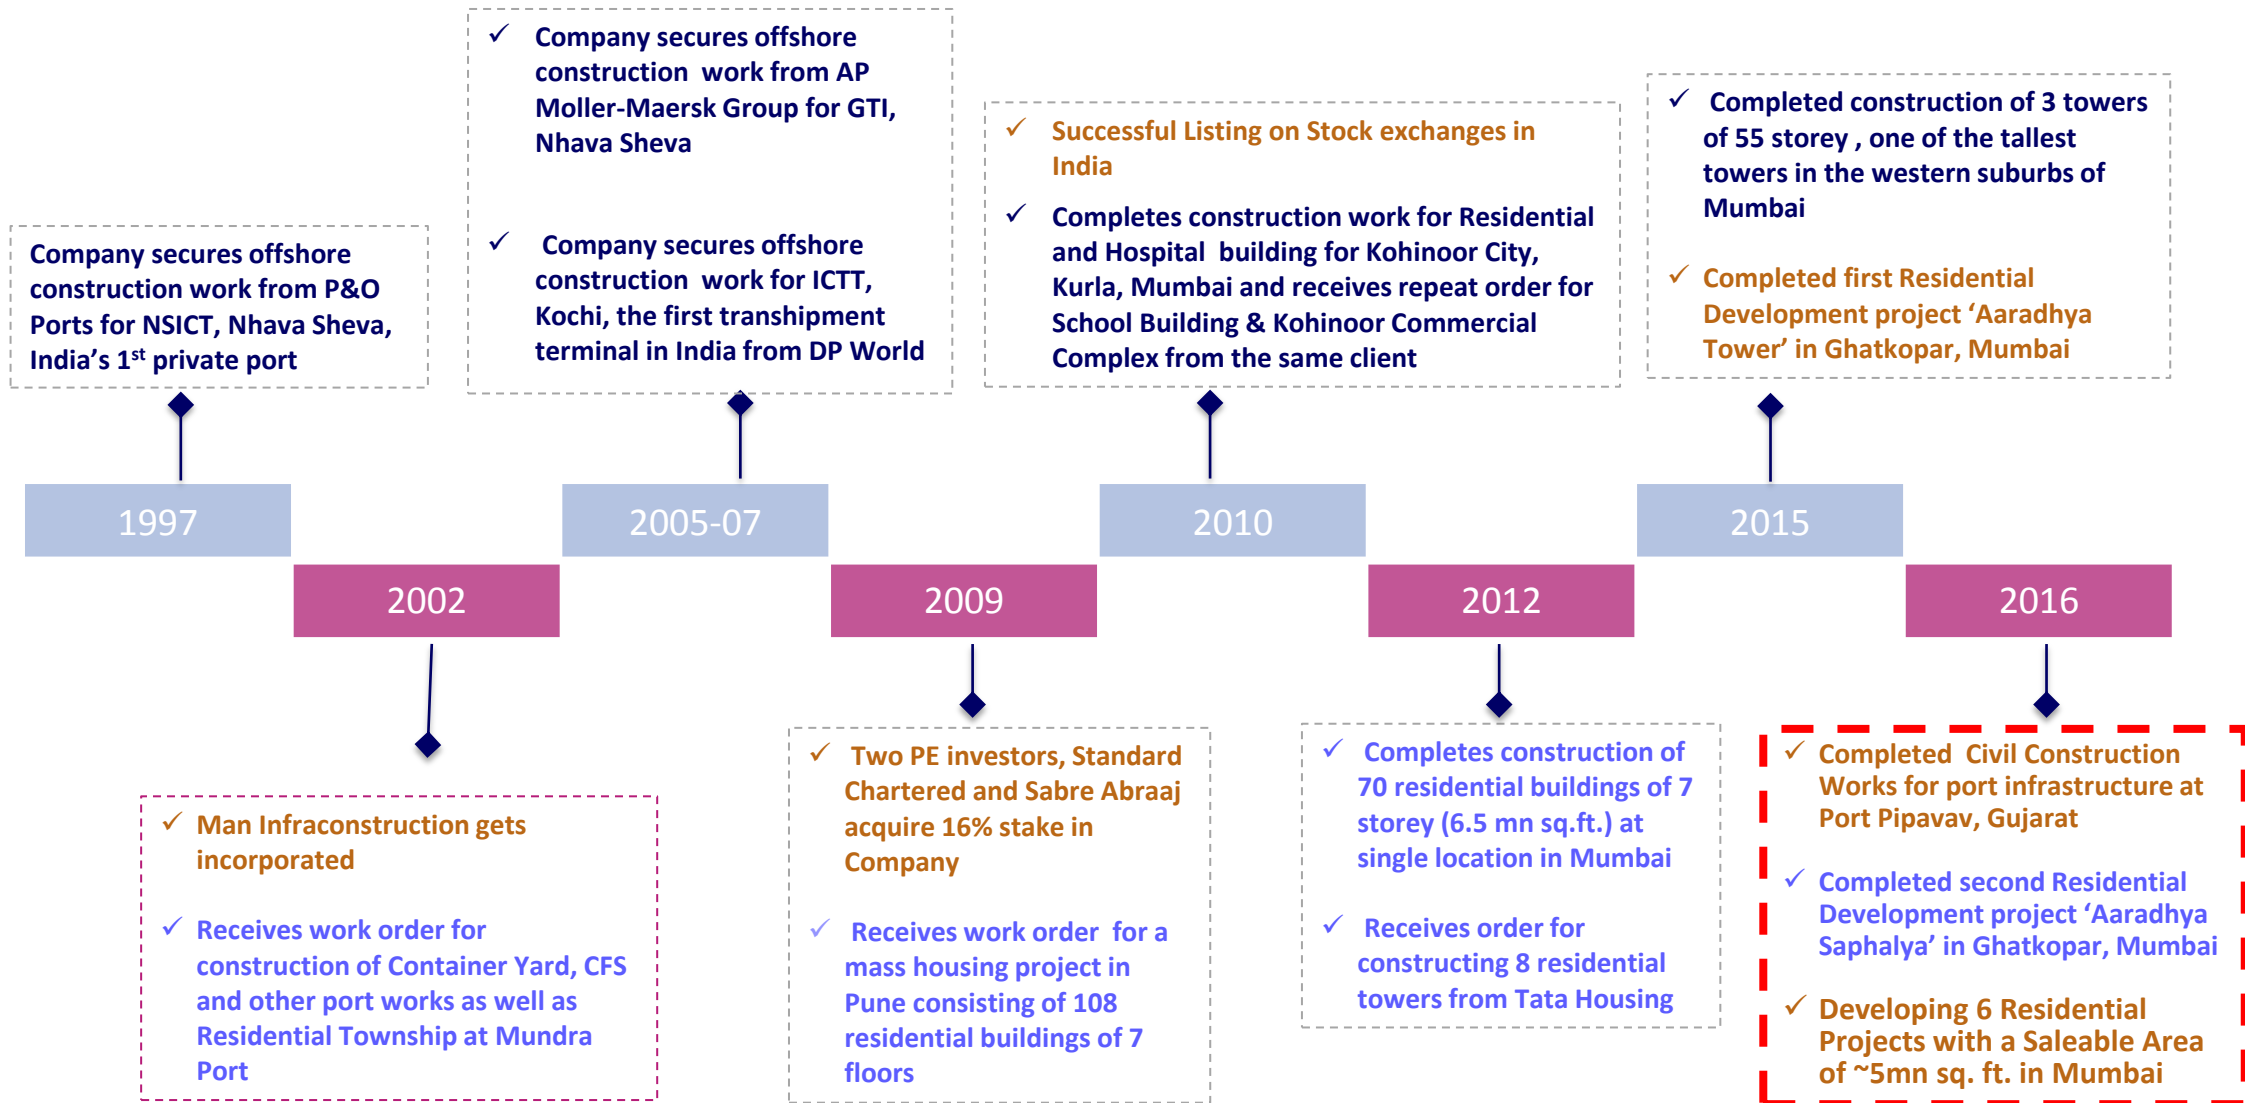 ✓ Company secures offshore
construction work from AP
Moller-Maersk Group for GTI,
Nhava Sheva
✓ Company secures offshore
construction work for ICTT,
Kochi, the first transhipment
terminal in India from DP World
✓ Successful Listing on Stock exchanges in
India
✓ Completes construction work for Residential
and Hospital building for Kohinoor City,
Kurla, Mumbai and receives repeat order for
School Building & Kohinoor Commercial
Complex from the same client
✓ Completed construction of 3 towers
of 55 storey , one of the tallest
towers in the western suburbs of
Mumbai
✓ Completed first Residential
Development project ‘Aaradhya
Tower’ in Ghatkopar, Mumbai
Company secures offshore
construction work from P&O
Ports for NSICT, Nhava Sheva,
India’s 1st private port
1997
2005-07
2010
2015
2002
2009
2012
2016
✓ Man Infraconstruction gets
incorporated
✓ Receives work order for
construction of Container Yard, CFS
and other port works as well as
Residential Township at Mundra
Port
✓ Two PE investors, Standard
Chartered and Sabre Abraaj
acquire 16% stake in
Company
✓ Receives work order for a
mass housing project in
Pune consisting of 108
residential buildings of 7
floors
✓ Completes construction of
70 residential buildings of 7
storey (6.5 mn sq.ft.) at
single location in Mumbai
✓ Receives order for
constructing 8 residential
towers from Tata Housing
✓ Completed Civil Construction
Works for port infrastructure at
Port Pipavav, Gujarat
✓ Completed second Residential
Development project ‘Aaradhya
Saphalya’ in Ghatkopar, Mumbai
✓ Developing 6 Residential
Projects with a Saleable Area
of ~5mn sq. ft. in Mumbai